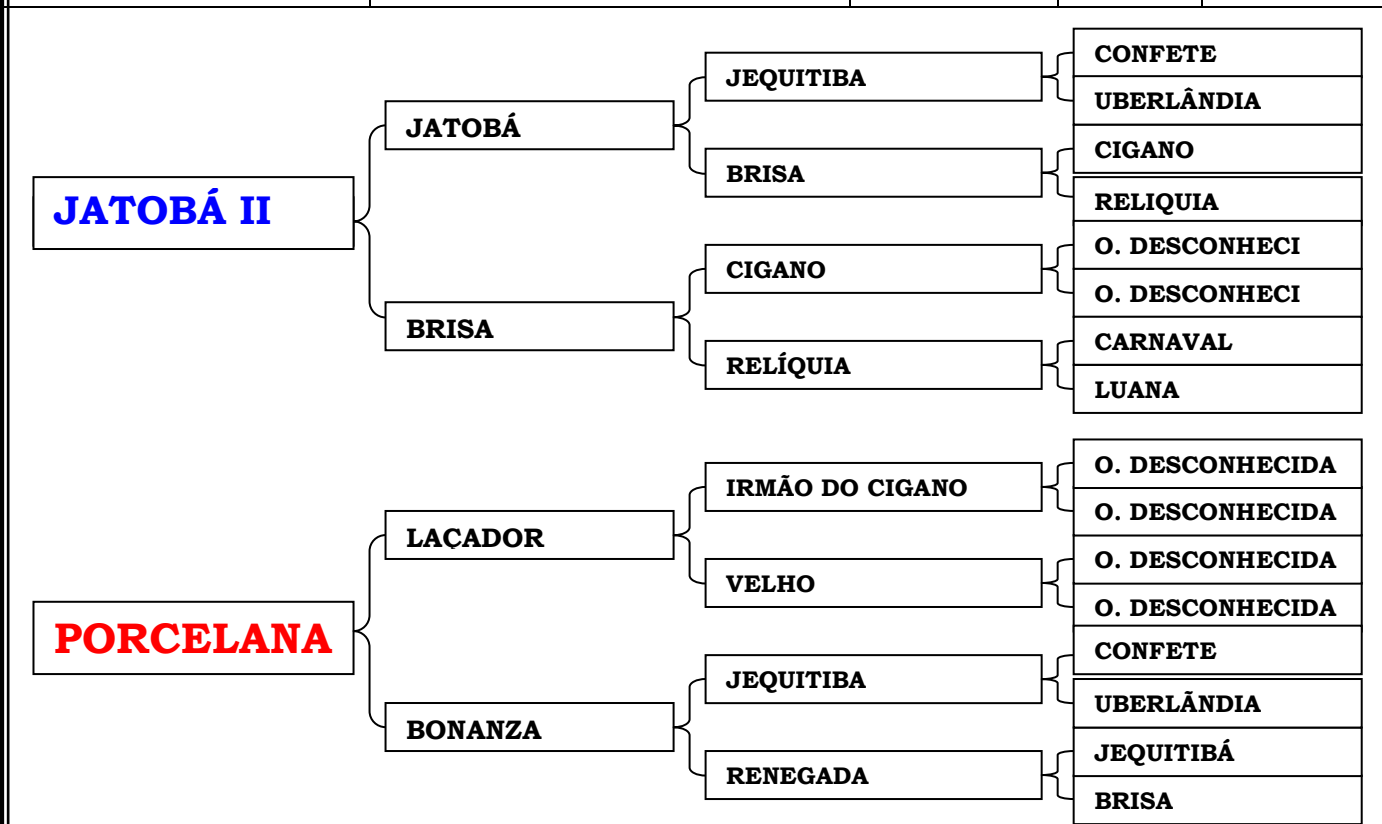 CONFETE
JEQUITIBA
UBERLÂNDIA
JATOBÁ
CIGANO
BRISA
RELIQUIA
JATOBÁ II
O. DESCONHECI
CIGANO
O. DESCONHECI
BRISA
CARNAVAL
RELÍQUIA
LUANA
O. DESCONHECIDA
IRMÃO DO CIGANO
O. DESCONHECIDA
LAÇADOR
O. DESCONHECIDA
VELHO
O. DESCONHECIDA
PORCELANA
CONFETE
JEQUITIBA
UBERLÃNDIA
BONANZA
JEQUITIBÁ
RENEGADA
BRISA